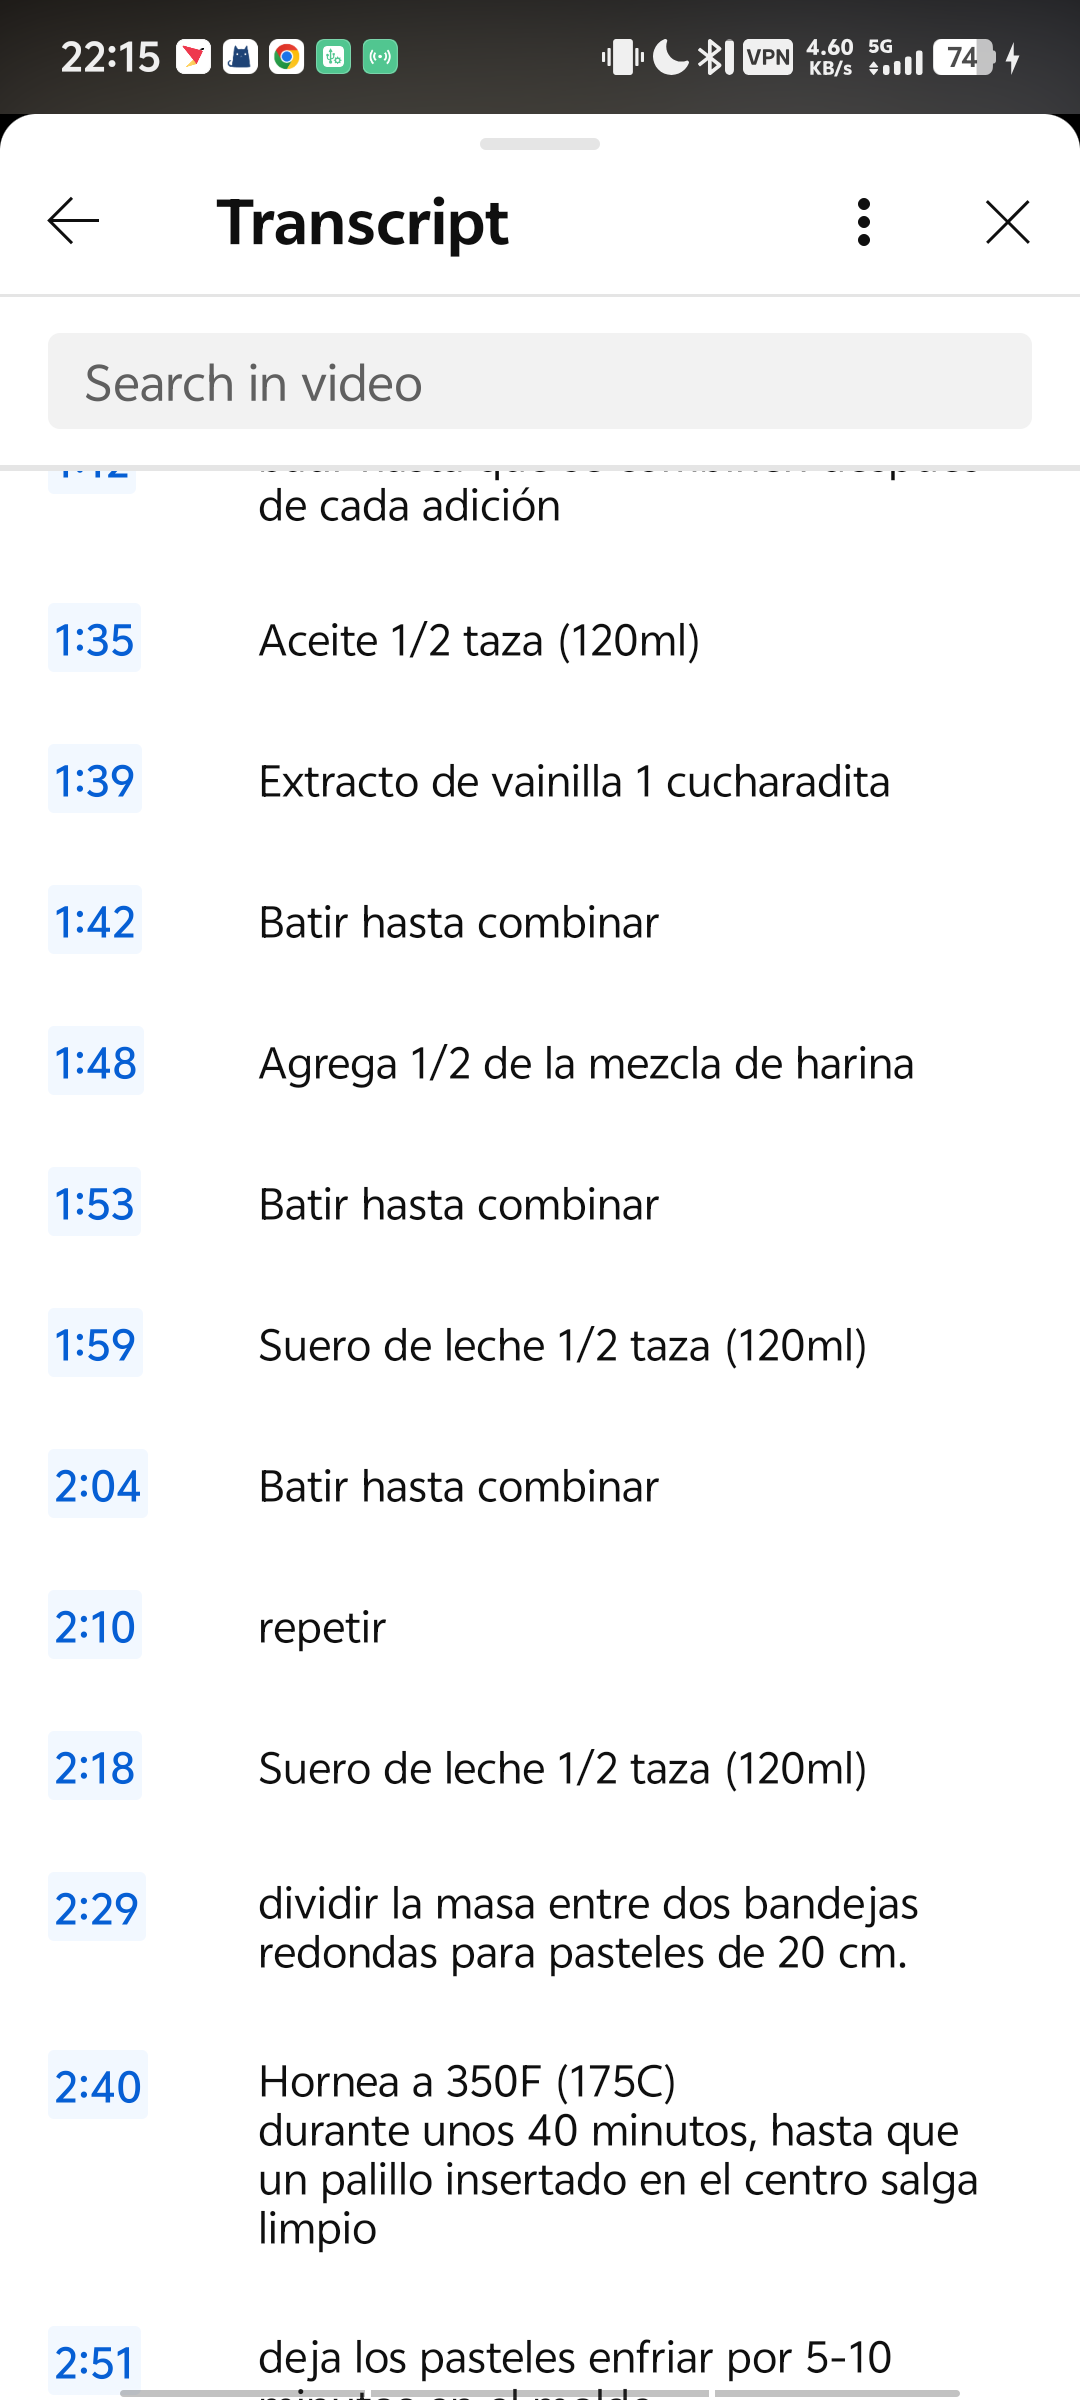 22:15
VPN
4.60
KB/s
5G
74
Transcript
Search in video
1:12
de cada adición
1:35
Aceite 1/2 taza (120ml)
1:39
Extracto de vainilla 1 cucharadita
1:42
Batir hasta combinar
1:48
Agrega 1/2 de la mezcla de harina
1:53
Batir hasta combinar
1:59
Suero de leche 1/2 taza (120ml)
2:04
Batir hasta combinar
2:10
repetir
2:18
Suero de leche 1/2 taza (120ml)
2:29
dividir la masa entre dos bandejas
redondas para pasteles de 20 cm.
2:40
Hornea a 350F (175C)
durante unos 40 minutos, hasta que
un palillo insertado en el centro salga
limpio
2:51
deja los pasteles enfriar por 5-10